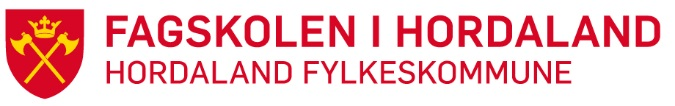 FAGSKOLEN I HORDALAND
HORDALAND FYLKESKOMMUNE